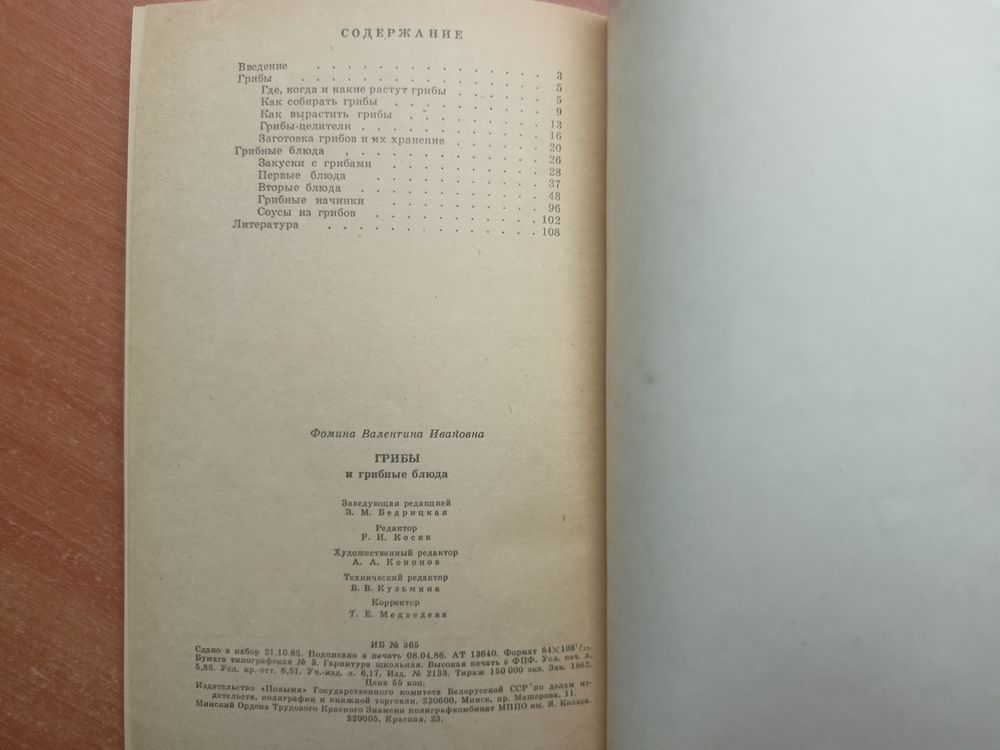 СОДЕРЖАНИЕ
Введение . . . . . . . . . . . . . 3
Грибы . . . . . . . . . . . . . 5
Где, когда и какие растут грибы . . . . . 5
Как собирать грибы . . . . . . . . 9
Как вырастить грибы . . . . . . . 13
Грибы-целители . . . . . . . . . 16
Заготовка грибов и их хранение . . . . . 20
Грибные блюда . . . . . . . . . . 26
Закуски с грибами . . . . . . . . 28
Первые блюда . . . . . . . . . 37
Вторые блюда . . . . . . . . . 48
Грибные начинки . . . . . . . . 96
Соусы из грибов . . . . . . . . 102
Литература . . . . . . . . . . . 108
Фомина Валентина Ивановна
ГРИБЫ
и грибные блюда
Заведующая редакцией
З. М. Бедрицкая
Редактор
Р. И. Косяк
Художественный редактор
А. А. Кононов
Технический редактор
В. В. Кузьмина
Корректор
Т. Е. Медведева
ИБ № 365
Сдано в набор 21.10.85. Подписано в печать 08.04.86. АТ 13640. Формат 84×108¹/₃₂.
Бумага типографская № 3. Гарнитура школьная. Высокая печать с ФПФ. Усл. печ. л.
5,88. Усл. кр.-отт. 6,51. Уч.-изд. л. 6,17. Изд. № 2133. Тираж 150 000 экз. Зак. 1862.
Цена 55 коп.
Издательство «Полымя» Государственного комитета Белорусской ССР по делам из-
дательств, полиграфии и книжной торговли. 220600, Минск, пр. Машерова, 11.
Минский Ордена Трудового Красного Знамени полиграфкомбинат МППО им. Я. Коласа.
220005, Красная, 23.